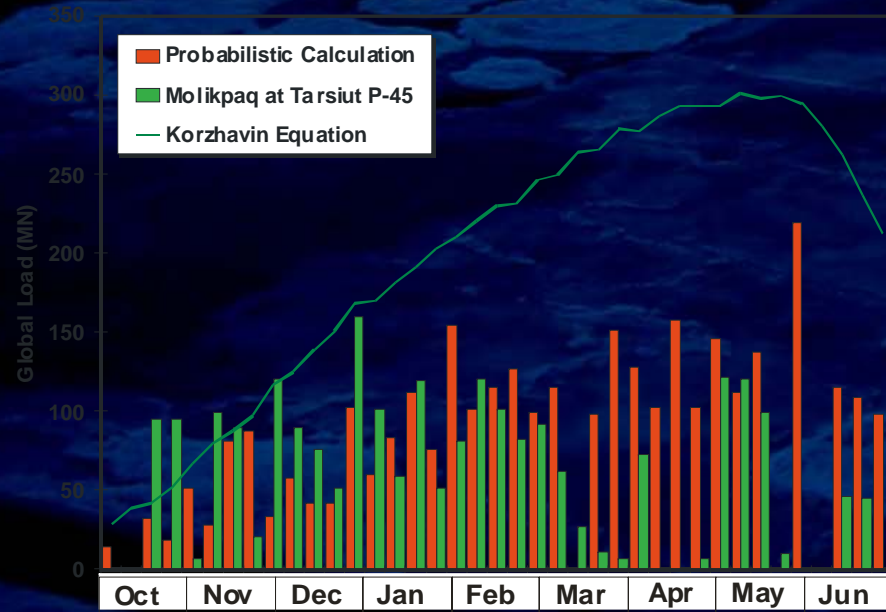 350
300
250
200
150
100
50
0
Global Load (MN)
Probabilistic Calculation
Molikpaq at Tarsiut P-45
Korzhavin Equation
Oct Nov Dec Jan Feb Mar Apr May Jun